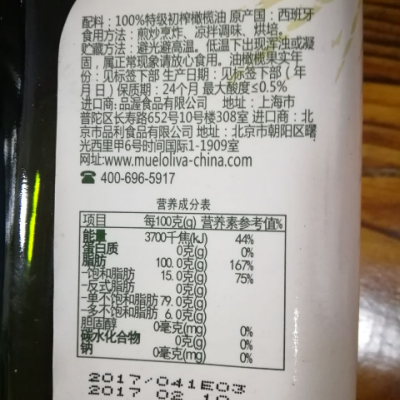 配料：100%特级初榨橄榄油 原产国：西班牙
食用方法：煎炒烹炸、凉拌调味、烘焙。
贮藏方法：避光避高温。低温下出现浑浊或凝
固，属正常现象请放心食用。油橄榄果实年
份：见标签下部 生产日期：见标签下部（年
月日）保质期：24个月 最大酸度≤0.5%
进口商：品渥食品有限公司 地址：上海市
普陀区长寿路652号10号楼308室 进口商：北
京市品利食品有限公司 地址：北京市朝阳区曙
光西里甲6号时间国际1-1909室
网址:www.mueloliva-china.com
☎ 400-696-5917
营养成分表
项目 每100克(g) 营养素参考值%
能量 3700千焦(kJ) 44%
蛋白质 0克(g) 0%
脂肪 100.0克(g) 167%
-饱和脂肪 15.0克(g) 75%
-反式脂肪 0克(g)
-单不饱和脂肪 79.0克(g)
-多不饱和脂肪 6.0克(g)
胆固醇 0毫克(mg) 0%
碳水化合物 0克(g) 0%
钠 0毫克(mg) 0%
2017/041E03
2017 02 10